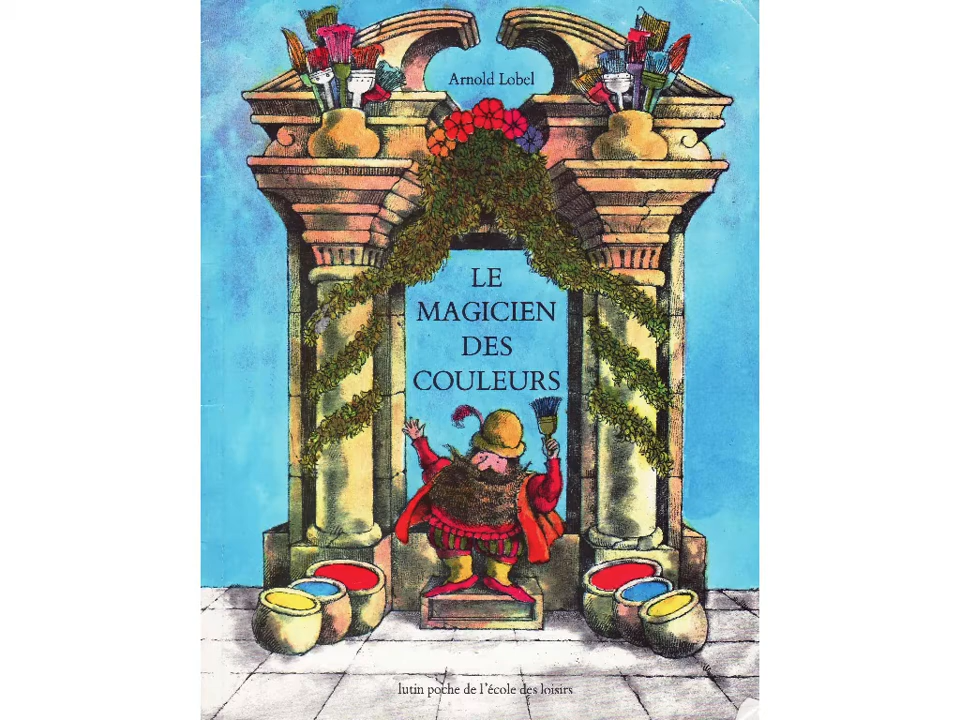 Arnold Lobel
LE
MAGICIEN
DES
COULEURS
lutin poche de l'école des loisirs